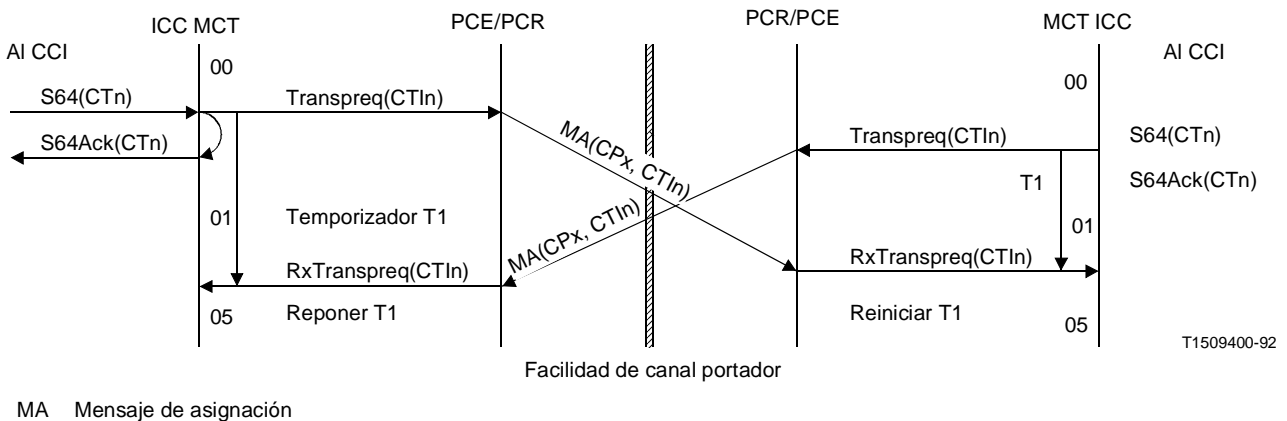 ICC MCT PCE/PCR PCR/PCE MCT ICC
Al CCI Al CCI
00 00
S64(CTn) Transpreq(CTIn)
MA(CPx, CTIn)
S64Ack(CTn) Transpreq(CTIn) S64(CTn)
T1 S64Ack(CTn)
01 Temporizador T1 01
MA(CPx, CTIn)
RxTranspreq(CTIn) RxTranspreq(CTIn)
05 Reponer T1 Reiniciar T1 05
T1509400-92
Facilidad de canal portador
MA Mensaje de asignación